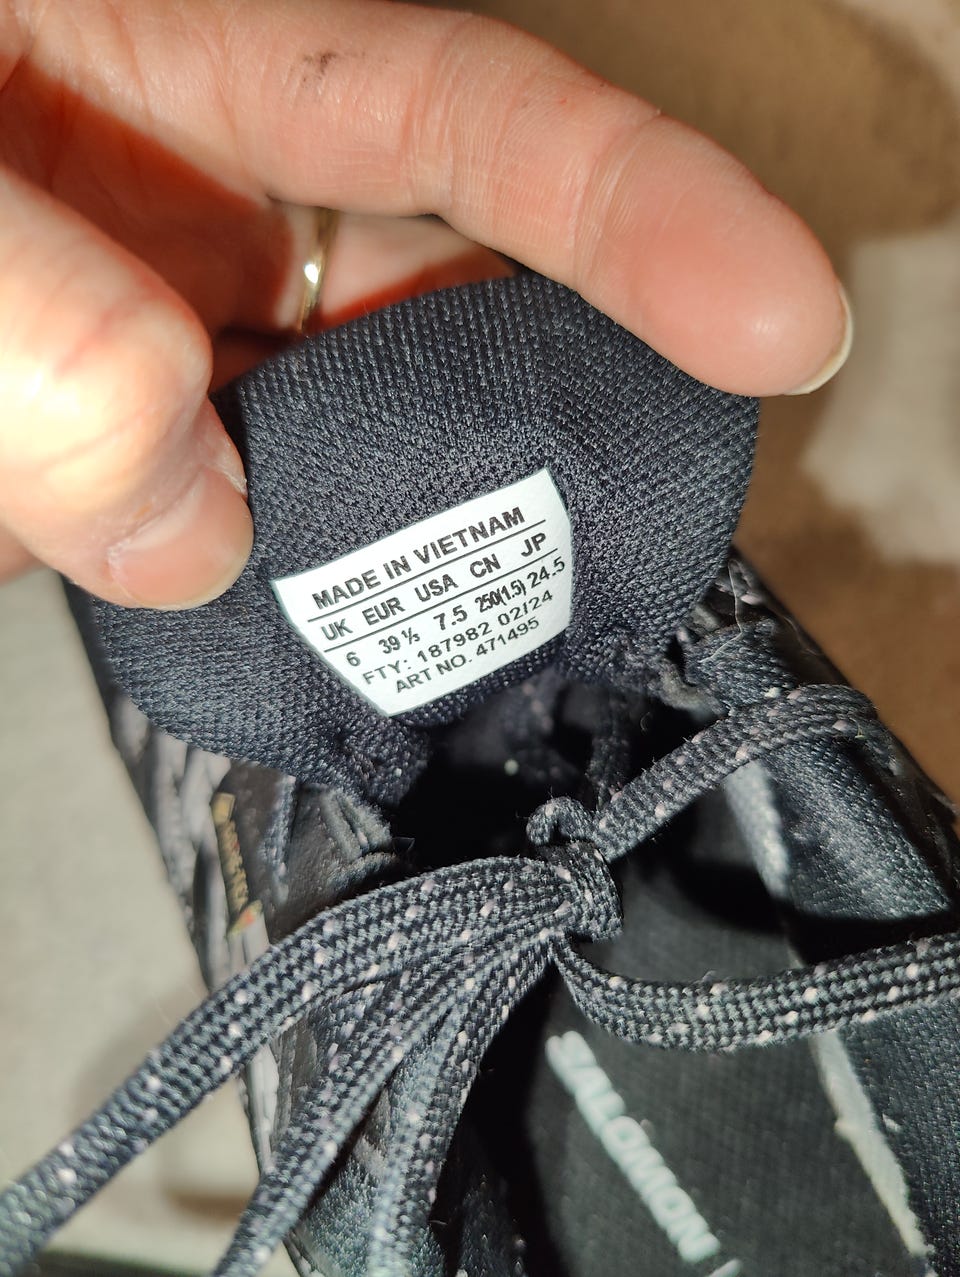 MADE IN VIETNAM
UK EUR USA CN JP
6 39⅓ 7.5 250(1.5) 24.5
FTY: 187982 02/24
ART NO. 471495
SALOMON